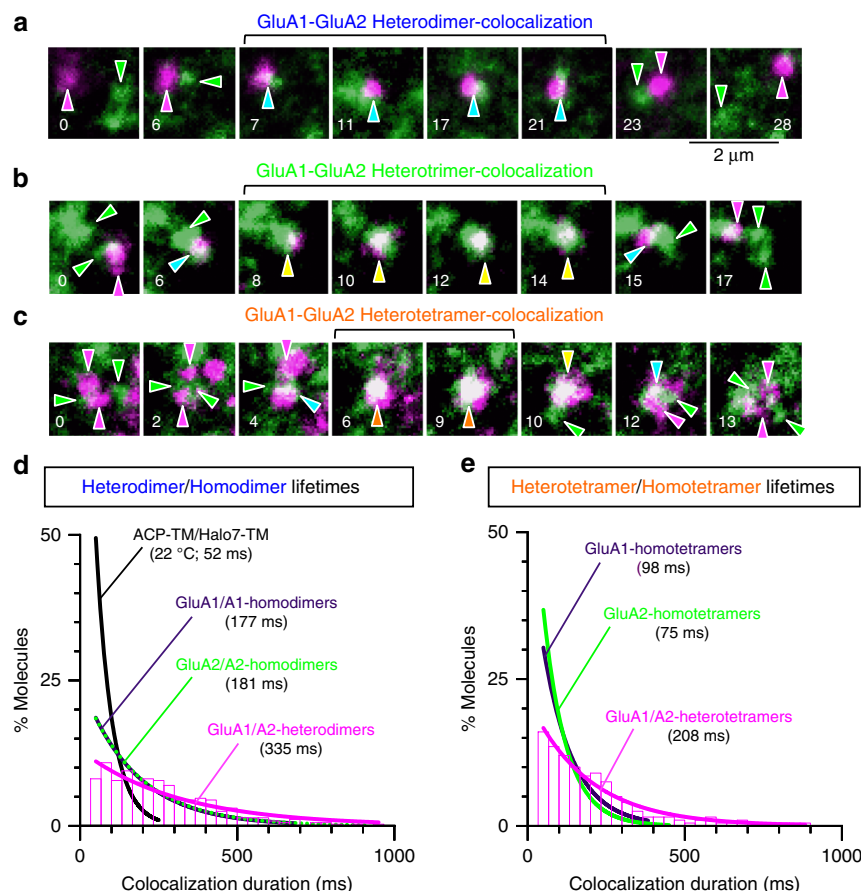 a
GluA1-GluA2 Heterodimer-colocalization
0 6 7 11 17 21 23 28
2 μm
b
GluA1-GluA2 Heterotrimer-colocalization
0 6 8 10 12 14 15 17
c
GluA1-GluA2 Heterotetramer-colocalization
0 2 4 6 9 10 12 13
d
Heterodimer/Homodimer lifetimes
50
25
0
% Molecules
ACP-TM/Halo7-TM
(22 °C; 52 ms)
GluA1/A1-homodimers
(177 ms)
GluA2/A2-homodimers
(181 ms)
GluA1/A2-heterodimers
(335 ms)
0 500 1000
Colocalization duration (ms)
e
Heterotetramer/Homotetramer lifetimes
50
25
0
% Molecules
GluA1-homotetramers
(98 ms)
GluA2-homotetramers
(75 ms)
GluA1/A2-heterotetramers
(208 ms)
0 500 1000
Colocalization duration (ms)